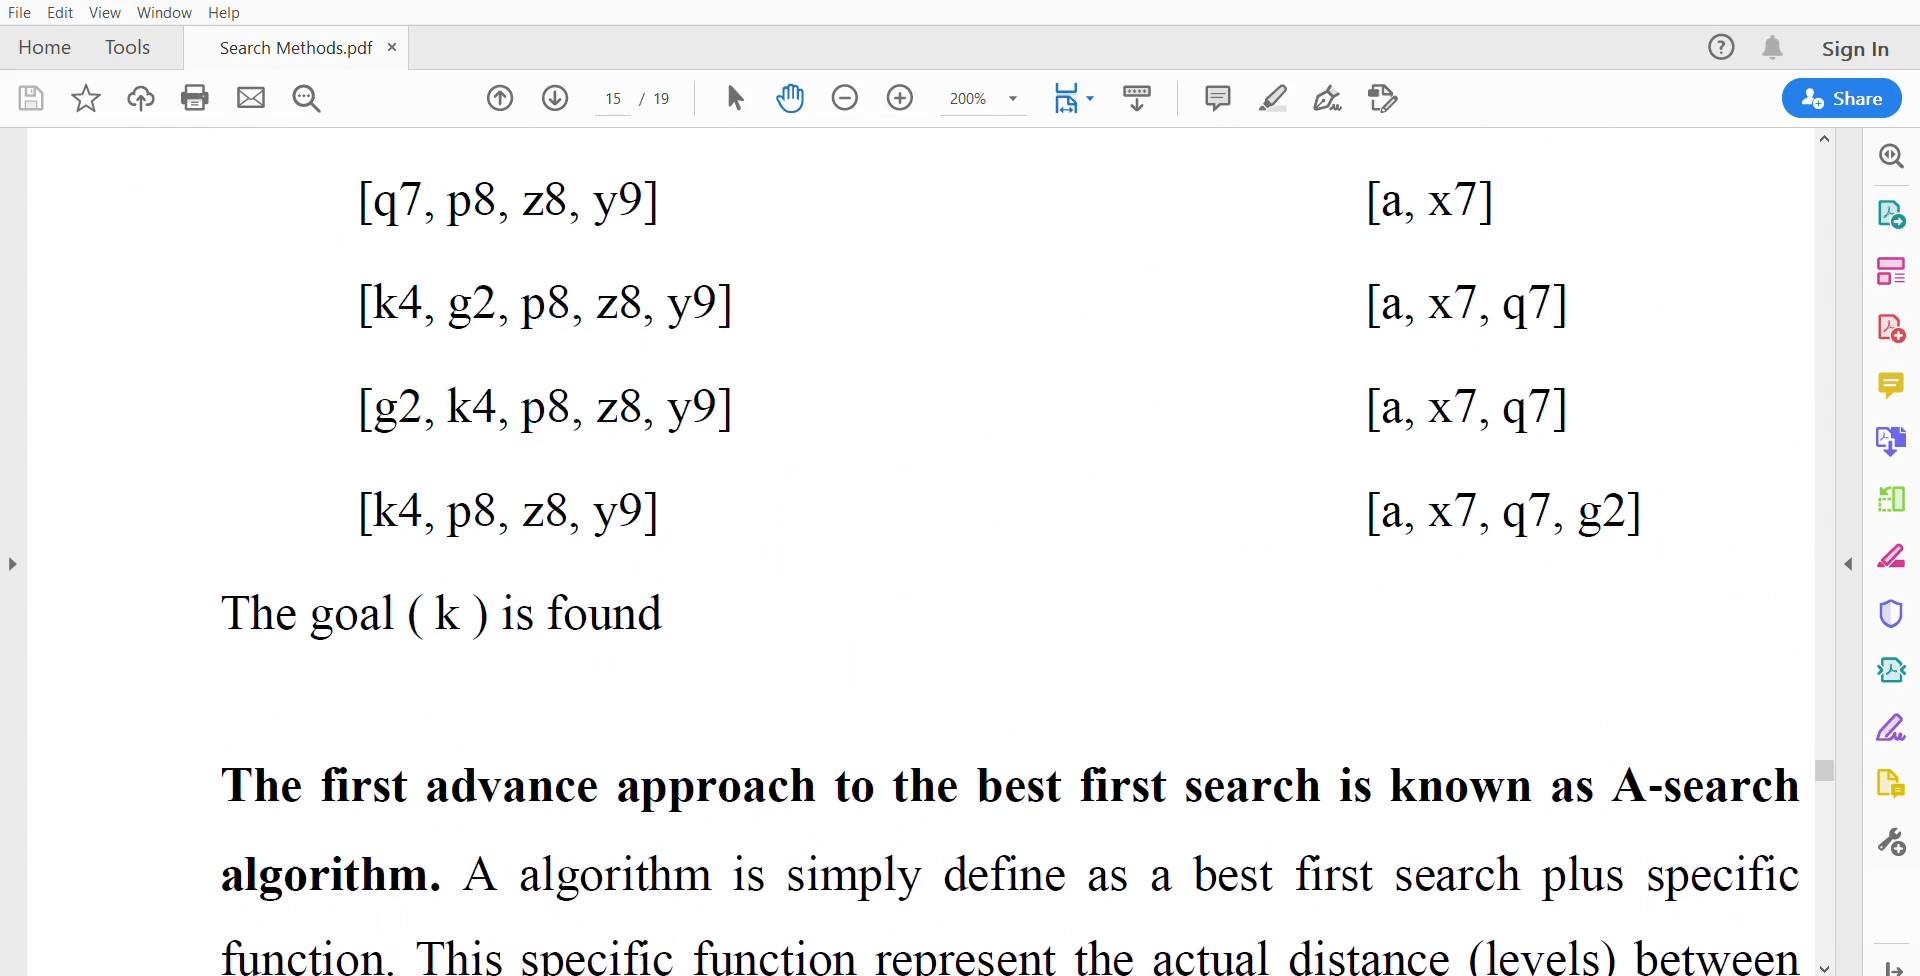 File Edit View Window Help
Home Tools Search Methods.pdf × Sign In
15 / 19 200% Share
[q7, p8, z8, y9] [a, x7]
[k4, g2, p8, z8, y9] [a, x7, q7]
[g2, k4, p8, z8, y9] [a, x7, q7]
[k4, p8, z8, y9] [a, x7, q7, g2]
The goal ( k ) is found
The first advance approach to the best first search is known as A-search
algorithm. A algorithm is simply define as a best first search plus specific
function. This specific function represent the actual distance (levels) between